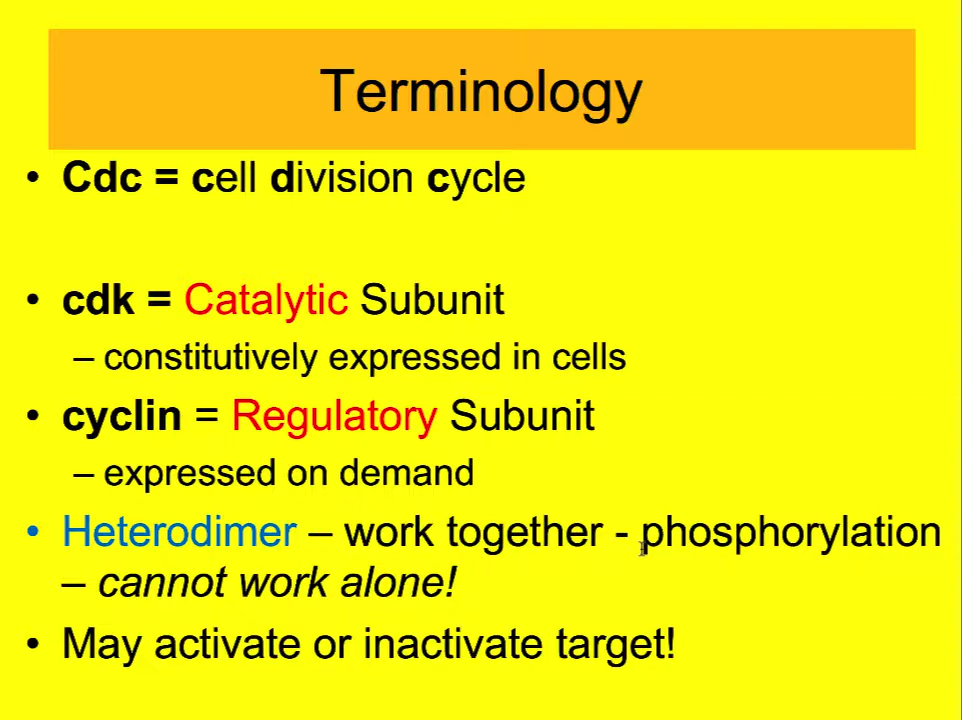 Terminology
• Cdc = cell division cycle
• cdk = Catalytic Subunit
– constitutively expressed in cells
• cyclin = Regulatory Subunit
– expressed on demand
• Heterodimer – work together - phosphorylation
– cannot work alone!
• May activate or inactivate target!